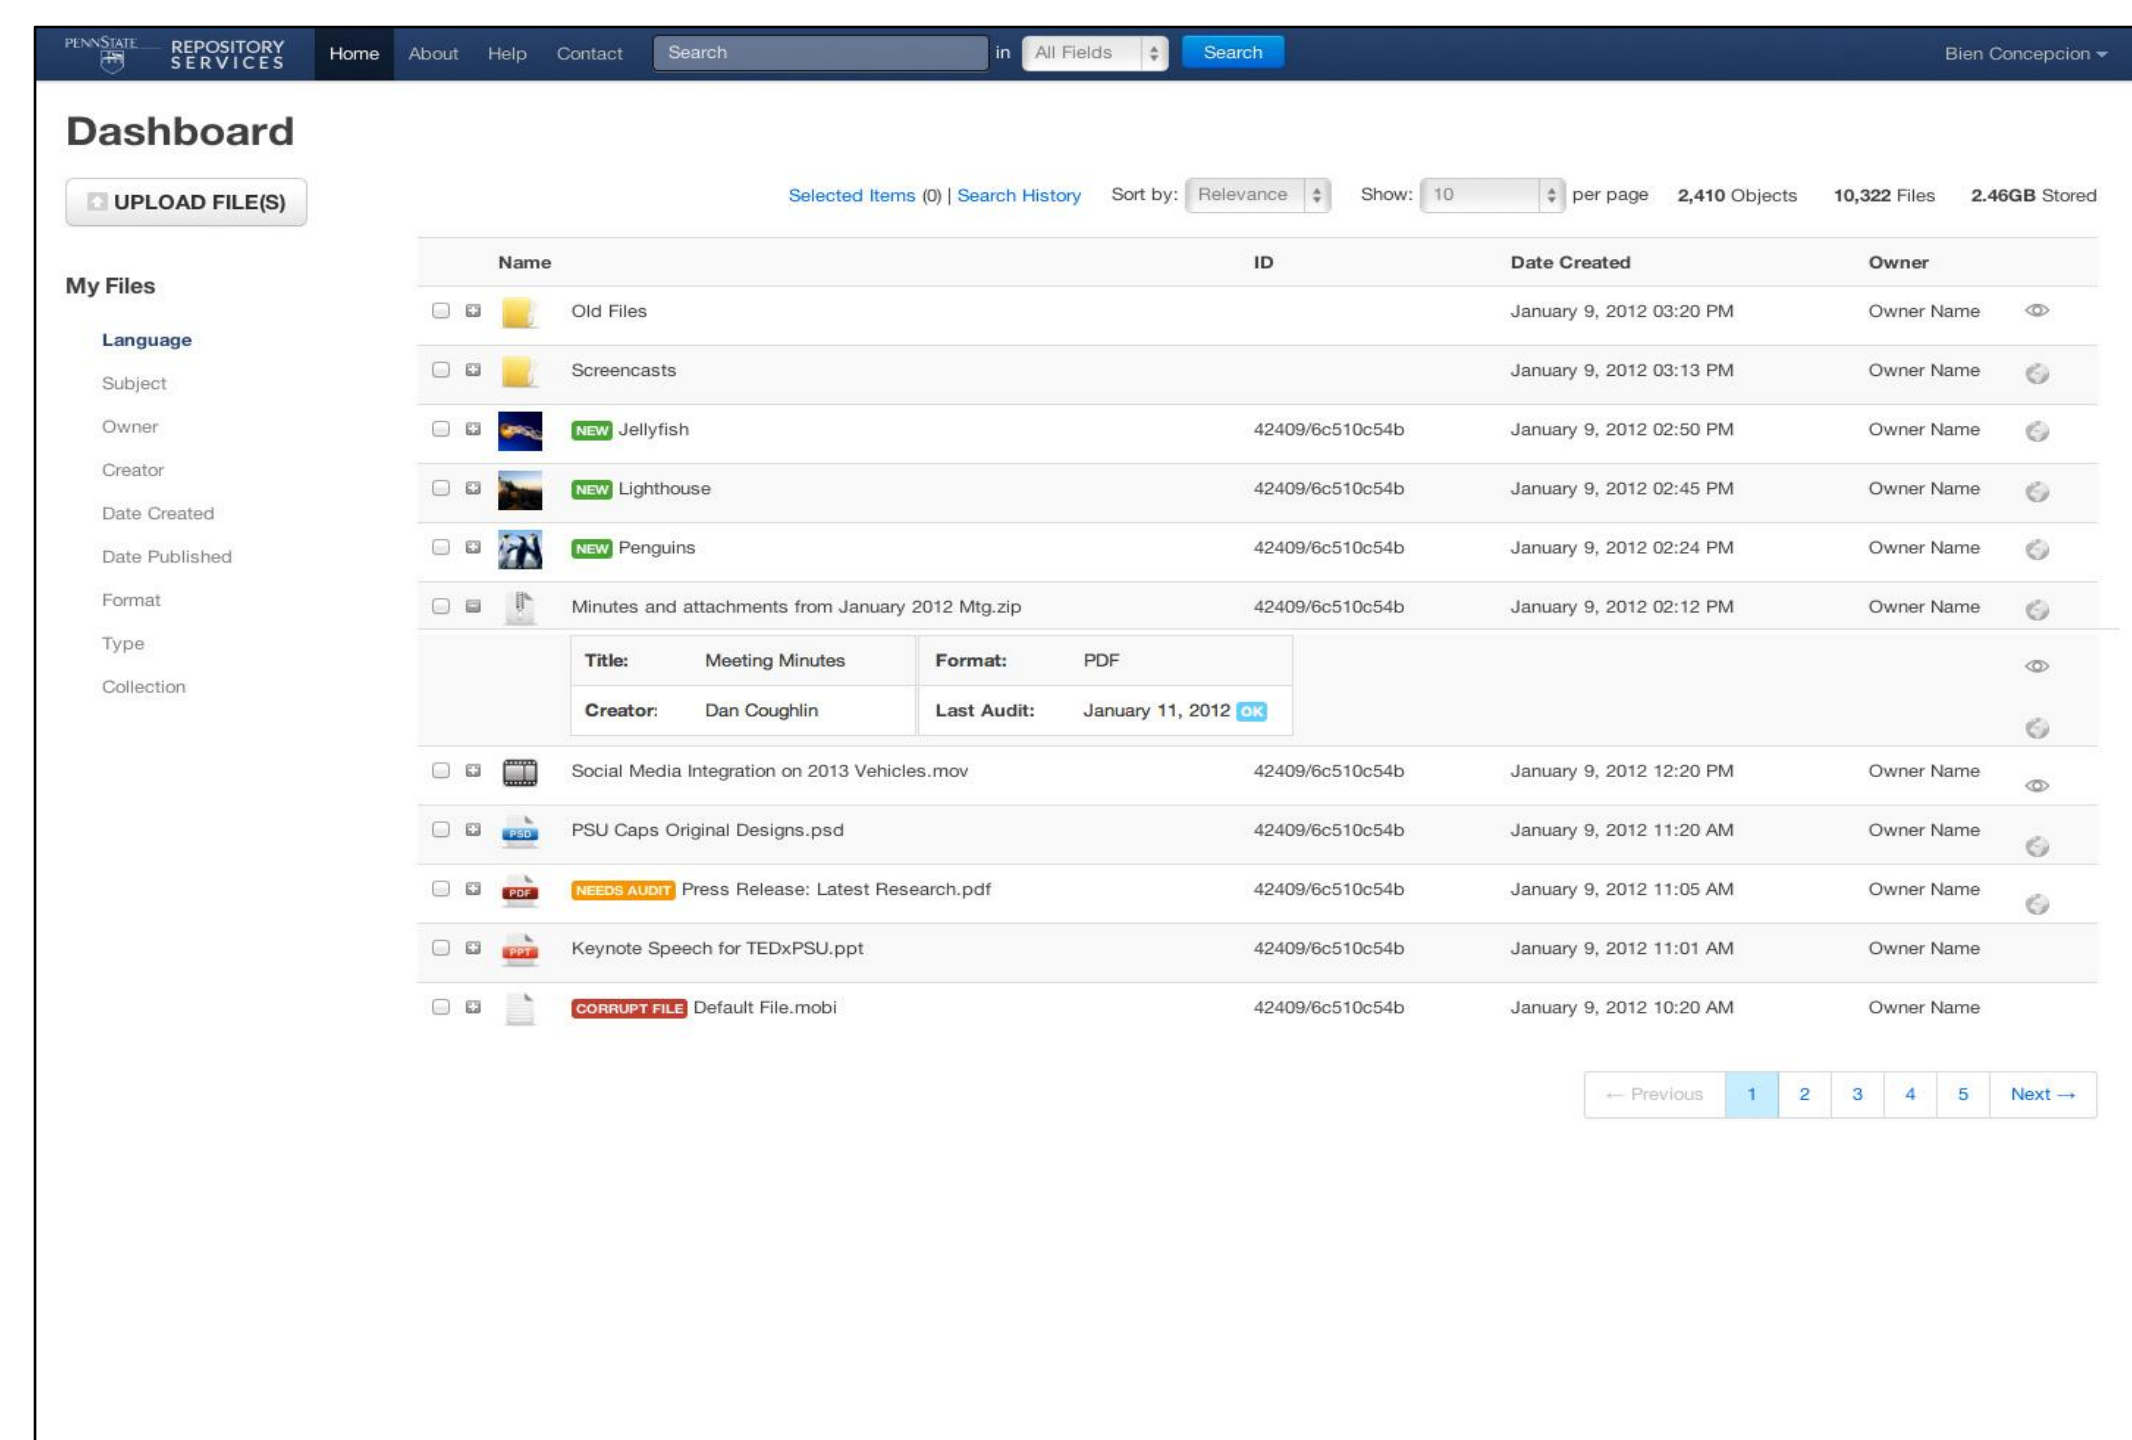 PENNSTATE REPOSITORY SERVICES Home About Help Contact Search in All Fields Search Bien Concepcion
Dashboard
UPLOAD FILE(S)
Selected Items (0) | Search History Sort by: Relevance Show: 10 per page 2,410 Objects 10,322 Files 2.46GB Stored
My Files
Language
Subject
Owner
Creator
Date Created
Date Published
Format
Type
Collection
Name ID Date Created Owner
Old Files January 9, 2012 03:20 PM Owner Name
Screencasts January 9, 2012 03:13 PM Owner Name
NEW Jellyfish 42409/6c510c54b January 9, 2012 02:50 PM Owner Name
NEW Lighthouse 42409/6c510c54b January 9, 2012 02:45 PM Owner Name
NEW Penguins 42409/6c510c54b January 9, 2012 02:24 PM Owner Name
Minutes and attachments from January 2012 Mtg.zip 42409/6c510c54b January 9, 2012 02:12 PM Owner Name
Title: Meeting Minutes Format: PDF
Creator: Dan Coughlin Last Audit: January 11, 2012 OK
Social Media Integration on 2013 Vehicles.mov 42409/6c510c54b January 9, 2012 12:20 PM Owner Name
PSD PSU Caps Original Designs.psd 42409/6c510c54b January 9, 2012 11:20 AM Owner Name
PDF NEEDS AUDIT Press Release: Latest Research.pdf 42409/6c510c54b January 9, 2012 11:05 AM Owner Name
PPT Keynote Speech for TEDxPSU.ppt 42409/6c510c54b January 9, 2012 11:01 AM Owner Name
CORRUPT FILE Default File.mobi 42409/6c510c54b January 9, 2012 10:20 AM Owner Name
← Previous 1 2 3 4 5 Next →